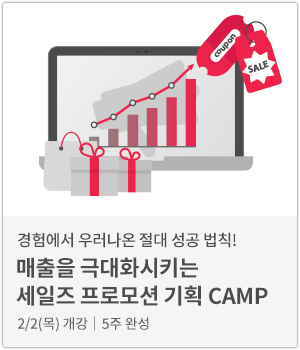 coupon
SALE
경험에서 우러나온 절대 성공 법칙!
매출을 극대화시키는
세일즈 프로모션 기획 CAMP
2/2(목) 개강 | 5주 완성